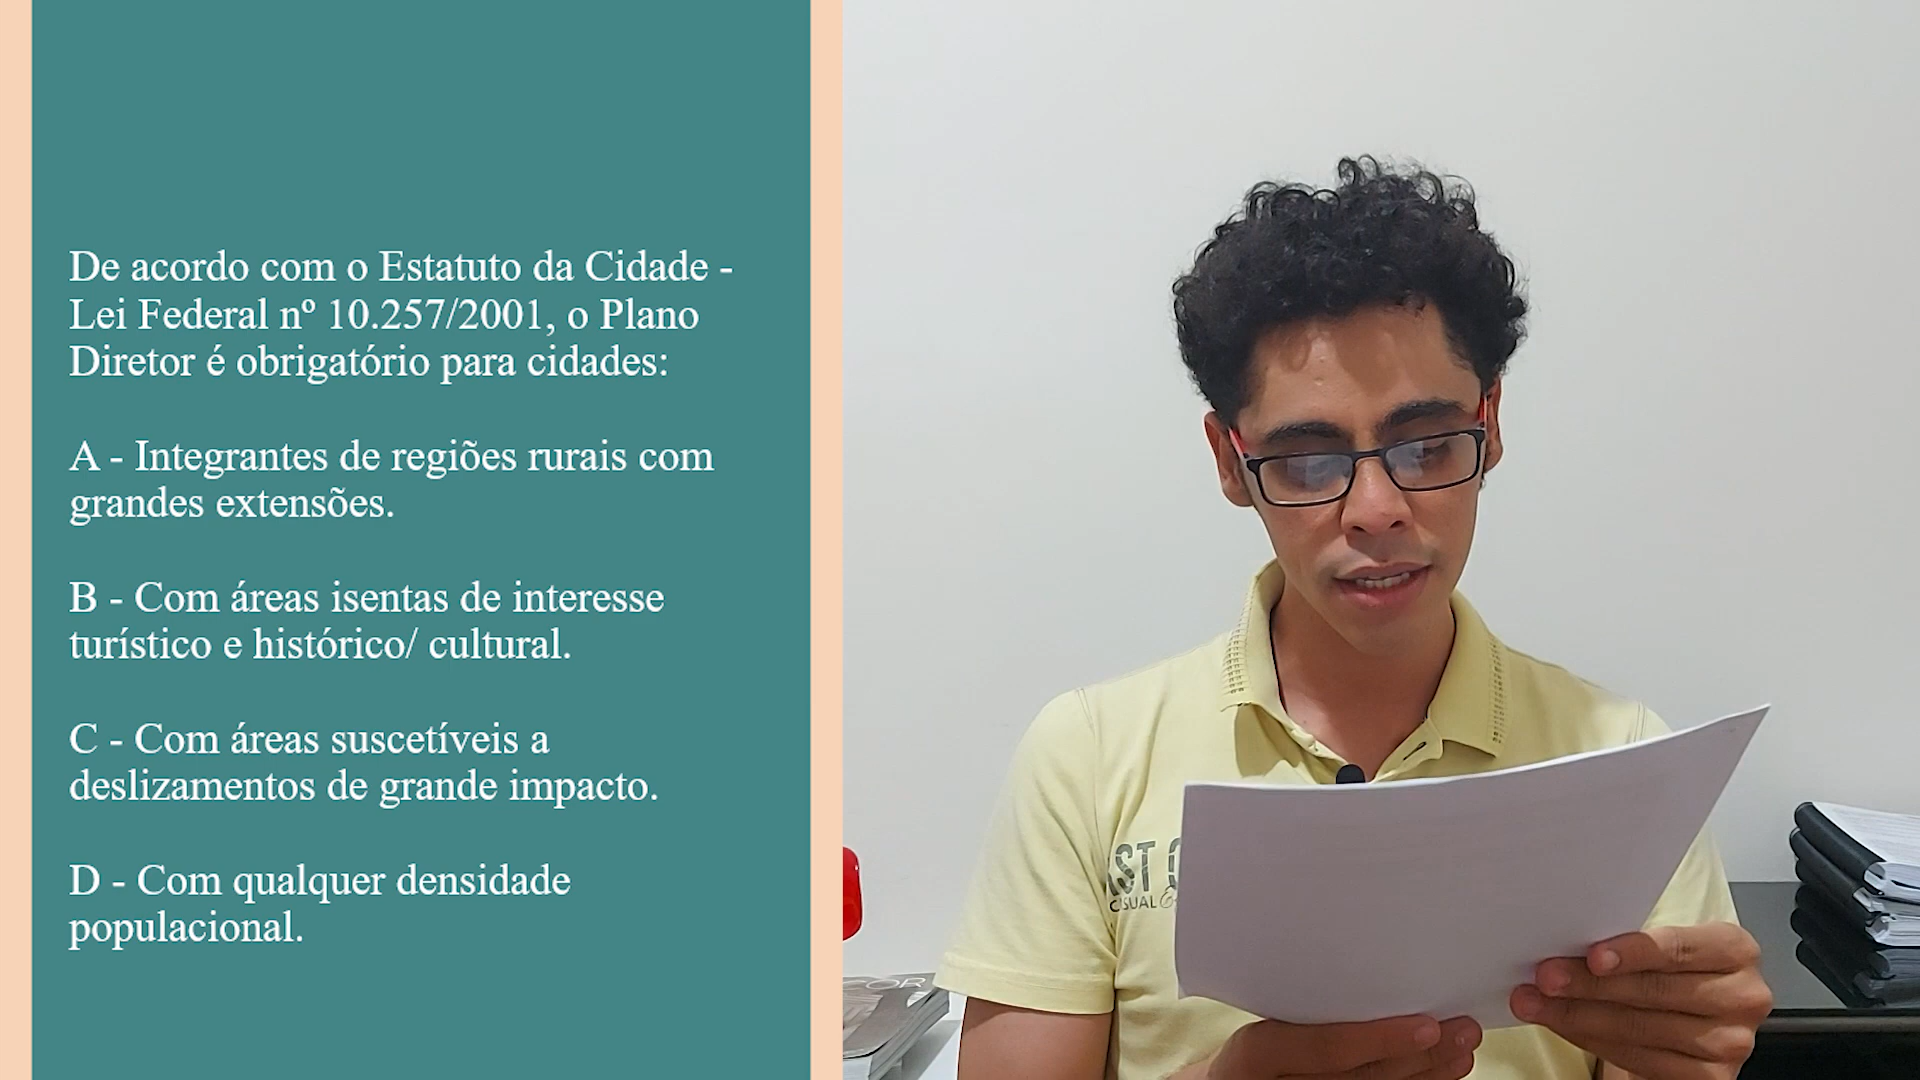 De acordo com o Estatuto da Cidade -
Lei Federal nº 10.257/2001, o Plano
Diretor é obrigatório para cidades:
A - Integrantes de regiões rurais com
grandes extensões.
B - Com áreas isentas de interesse
turístico e histórico/ cultural.
C - Com áreas suscetíveis a
deslizamentos de grande impacto.
D - Com qualquer densidade
populacional.